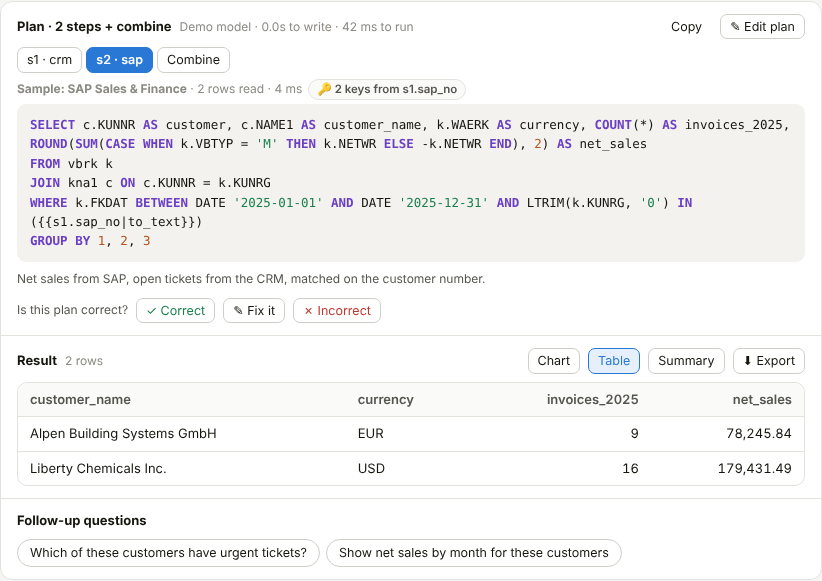 Plan · 2 steps + combine Demo model · 0.0s to write · 42 ms to run Copy ✎ Edit plan
s1 · crm s2 · sap Combine
Sample: SAP Sales & Finance · 2 rows read · 4 ms 🔑 2 keys from s1.sap_no
SELECT c.KUNNR AS customer, c.NAME1 AS customer_name, k.WAERK AS currency, COUNT(*) AS invoices_2025,
ROUND(SUM(CASE WHEN k.VBTYP = 'M' THEN k.NETWR ELSE -k.NETWR END), 2) AS net_sales
FROM vbrk k
JOIN kna1 c ON c.KUNNR = k.KUNRG
WHERE k.FKDAT BETWEEN DATE '2025-01-01' AND DATE '2025-12-31' AND LTRIM(k.KUNRG, '0') IN
({{s1.sap_no|to_text}})
GROUP BY 1, 2, 3
Net sales from SAP, open tickets from the CRM, matched on the customer number.
Is this plan correct? ✓ Correct ✎ Fix it × Incorrect
Result 2 rows Chart Table Summary ⬇ Export
customer_name currency invoices_2025 net_sales
Alpen Building Systems GmbH EUR 9 78,245.84
Liberty Chemicals Inc. USD 16 179,431.49
Follow-up questions
Which of these customers have urgent tickets? Show net sales by month for these customers